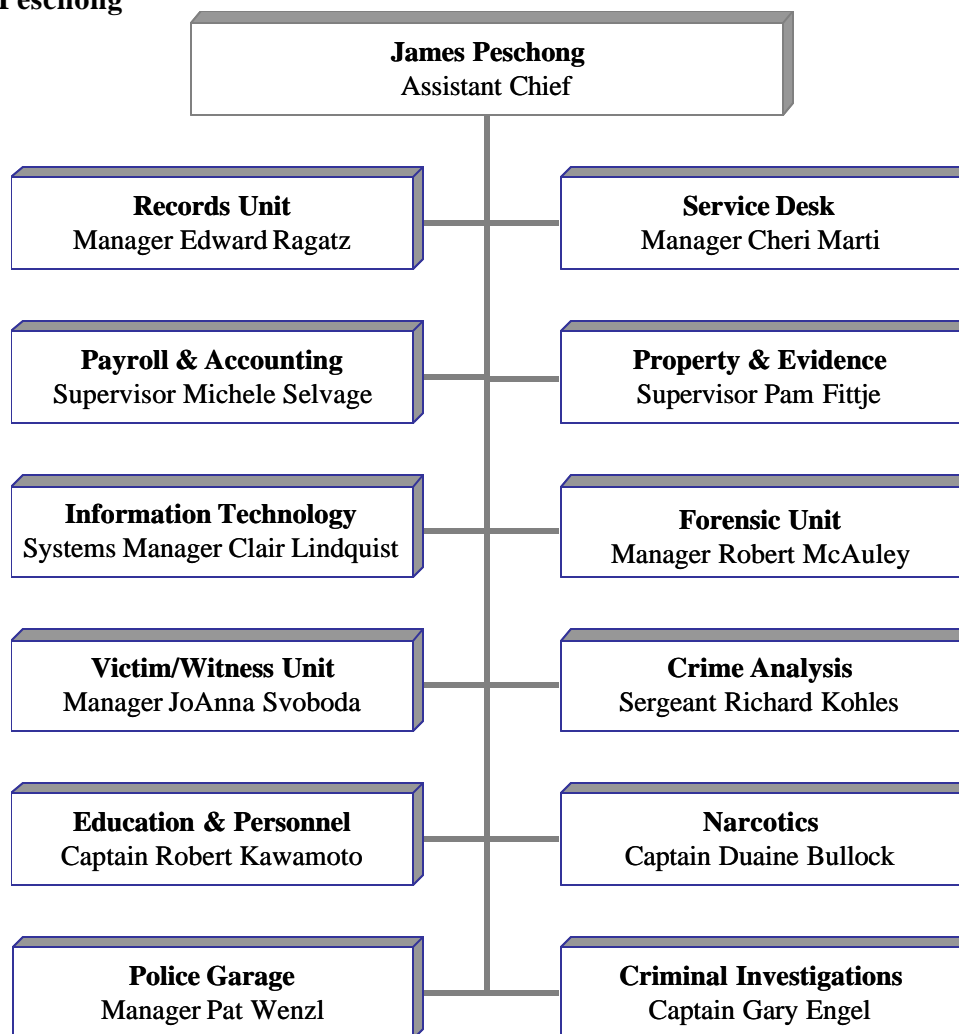 Peschong
James Peschong
Assistant Chief
Records Unit
Manager Edward Ragatz
Service Desk
Manager Cheri Marti
Payroll & Accounting
Supervisor Michele Selvage
Property & Evidence
Supervisor Pam Fittje
Information Technology
Systems Manager Clair Lindquist
Forensic Unit
Manager Robert McAuley
Victim/Witness Unit
Manager JoAnna Svoboda
Crime Analysis
Sergeant Richard Kohles
Education & Personnel
Captain Robert Kawamoto
Narcotics
Captain Duaine Bullock
Police Garage
Manager Pat Wenzl
Criminal Investigations
Captain Gary Engel